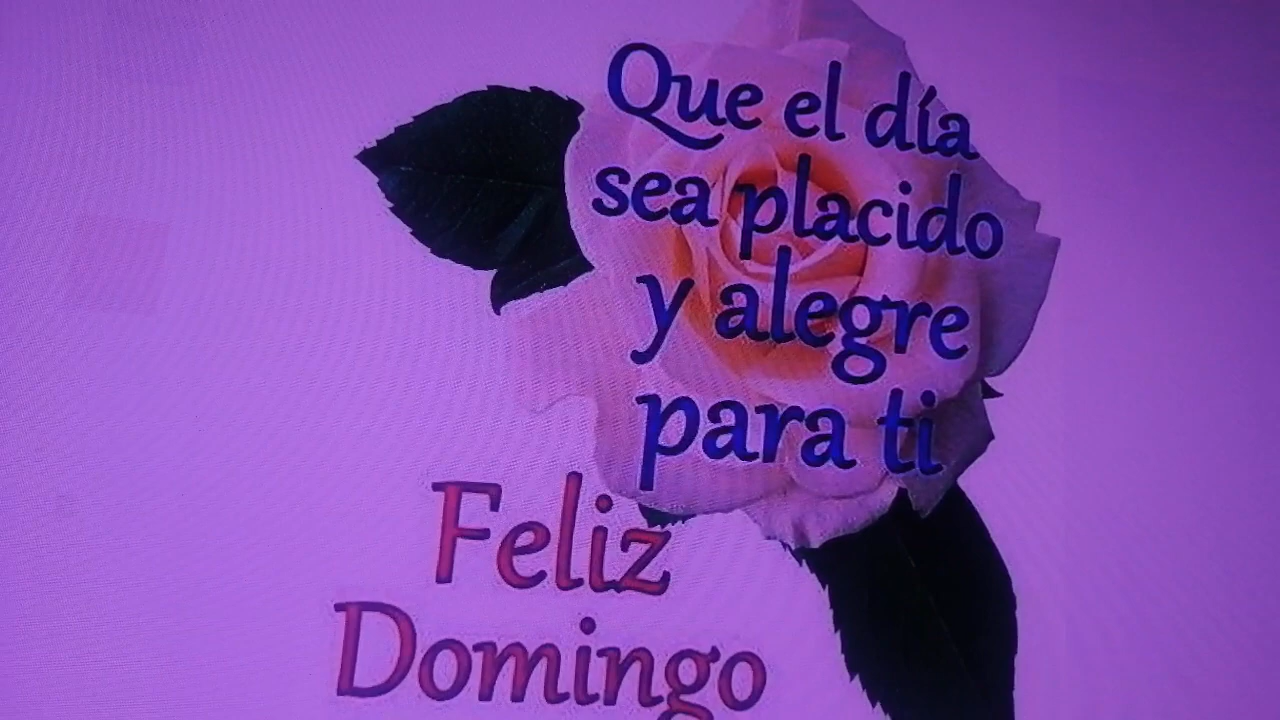 Que el día
sea placido
y alegre
para ti
Feliz
Domingo